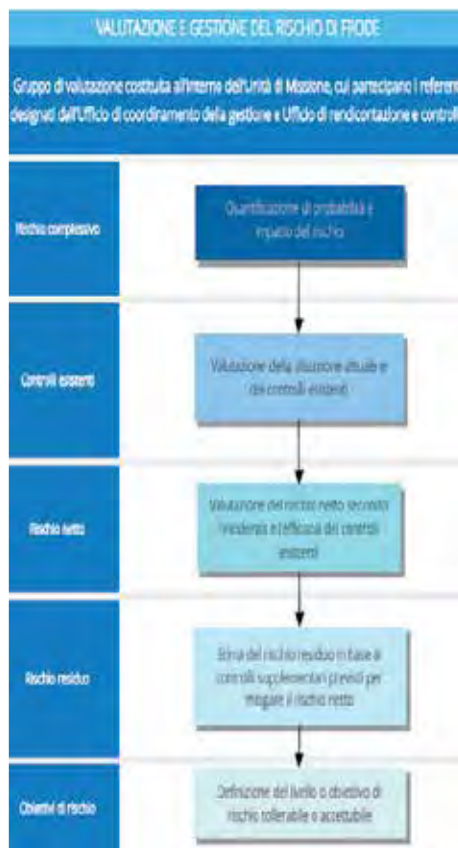 VALUTAZIONE E GESTIONE DEL RISCHIO DI FRODE
Gruppo di valutazione costituita all'interno dell'Unità di Missione, cui partecipano i referent
designati dall'Ufficio di coordinamento della gestione e Ufficio di rendicontazione e controll
Rischio complessivo
Quantificazione di probabilità e
impatto del rischio
Controlli esistenti
Valutazione della situazione attuale e
dei controlli esistenti
Rischio netto
Valutazione del rischio netto secondo
l'incidenza e l'efficacia dei controlli
esistenti
Rischio residuo
Stima del rischio residuo in base ai
controlli supplementari previsti per
mitigare il rischio netto
Obiettivi di rischio
Definizione del livello o obiettivo di
rischio tollerabile o accettabile